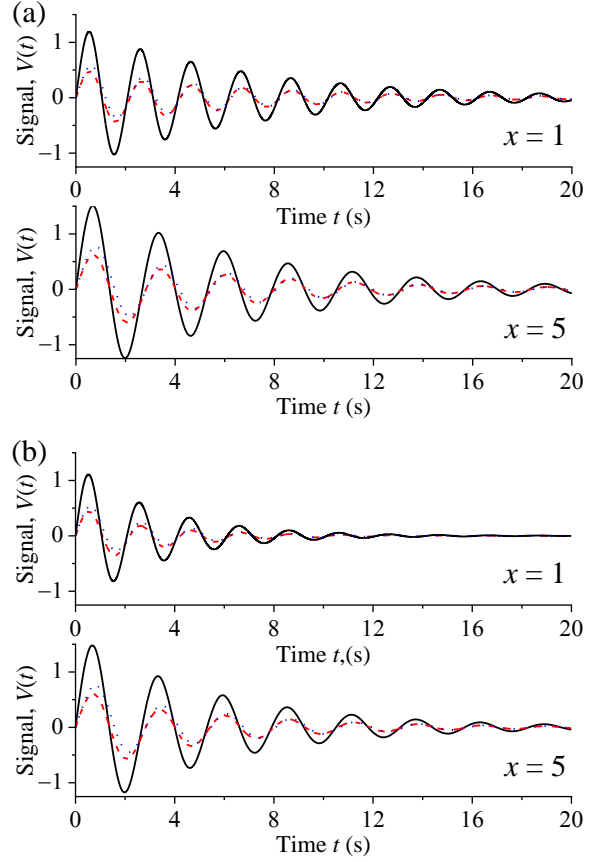 (a)
Signal, V(t)
1
0
−1
x = 1
0 4 8 12 16 20
Time t (s)
Signal, V(t)
1
0
−1
x = 5
0 4 8 12 16 20
Time t (s)
(b)
Signal, V(t)
1
0
−1
x = 1
0 4 8 12 16 20
Time t,(s)
Signal, V(t)
1
0
−1
x = 5
0 4 8 12 16 20
Time t (s)